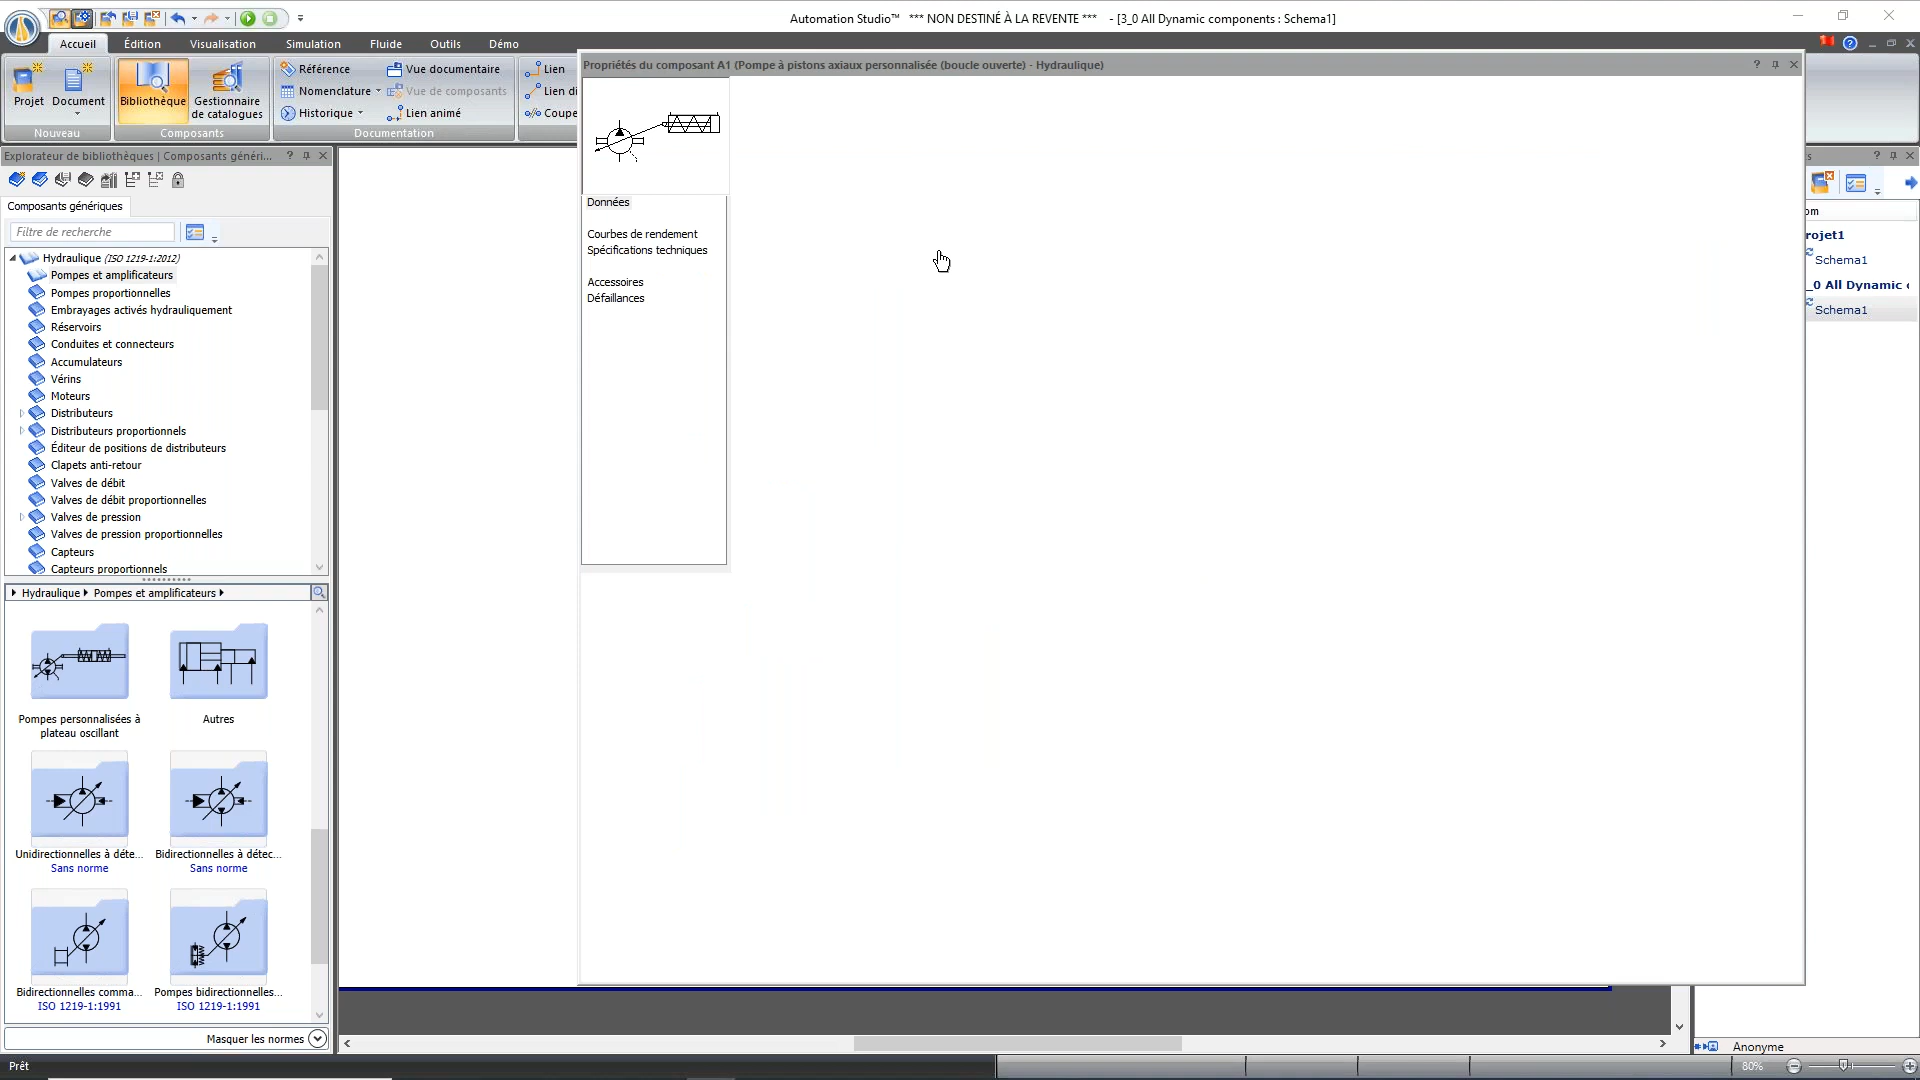 Automation Studio™ *** NON DESTINÉ À LA REVENTE *** - [3_0 All Dynamic components : Schema1]
Accueil Édition Visualisation Simulation Fluide Outils Démo
Projet
Document
Nouveau
Bibliothèque
Gestionnaire
de catalogues
Composants
Référence
Nomenclature
Historique
Vue documentaire
Vue de composants
Lien animé
Documentation
Lien
Lien di
Coupe
Propriétés du composant A1 (Pompe à pistons axiaux personnalisée (boucle ouverte) - Hydraulique)
Données
Courbes de rendement
Spécifications techniques
Accessoires
Défaillances
Explorateur de bibliothèques | Composants généri...
Composants génériques
Filtre de recherche
Hydraulique (ISO 1219-1:2012)
Pompes et amplificateurs
Pompes proportionnelles
Embrayages activés hydrauliquement
Réservoirs
Conduites et connecteurs
Accumulateurs
Vérins
Moteurs
Distributeurs
Distributeurs proportionnels
Éditeur de positions de distributeurs
Clapets anti-retour
Valves de débit
Valves de débit proportionnelles
Valves de pression
Valves de pression proportionnelles
Capteurs
Capteurs proportionnels
Hydraulique Pompes et amplificateurs
Pompes personnalisées à
plateau oscillant
Autres
Unidirectionnelles à déte...
Sans norme
Bidirectionnelles à détec...
Sans norme
Bidirectionnelles comma...
ISO 1219-1:1991
Pompes bidirectionnelles...
ISO 1219-1:1991
Masquer les normes
s
om
rojet1
Schema1
_0 All Dynamic c
Schema1
Anonyme
Prêt
80%